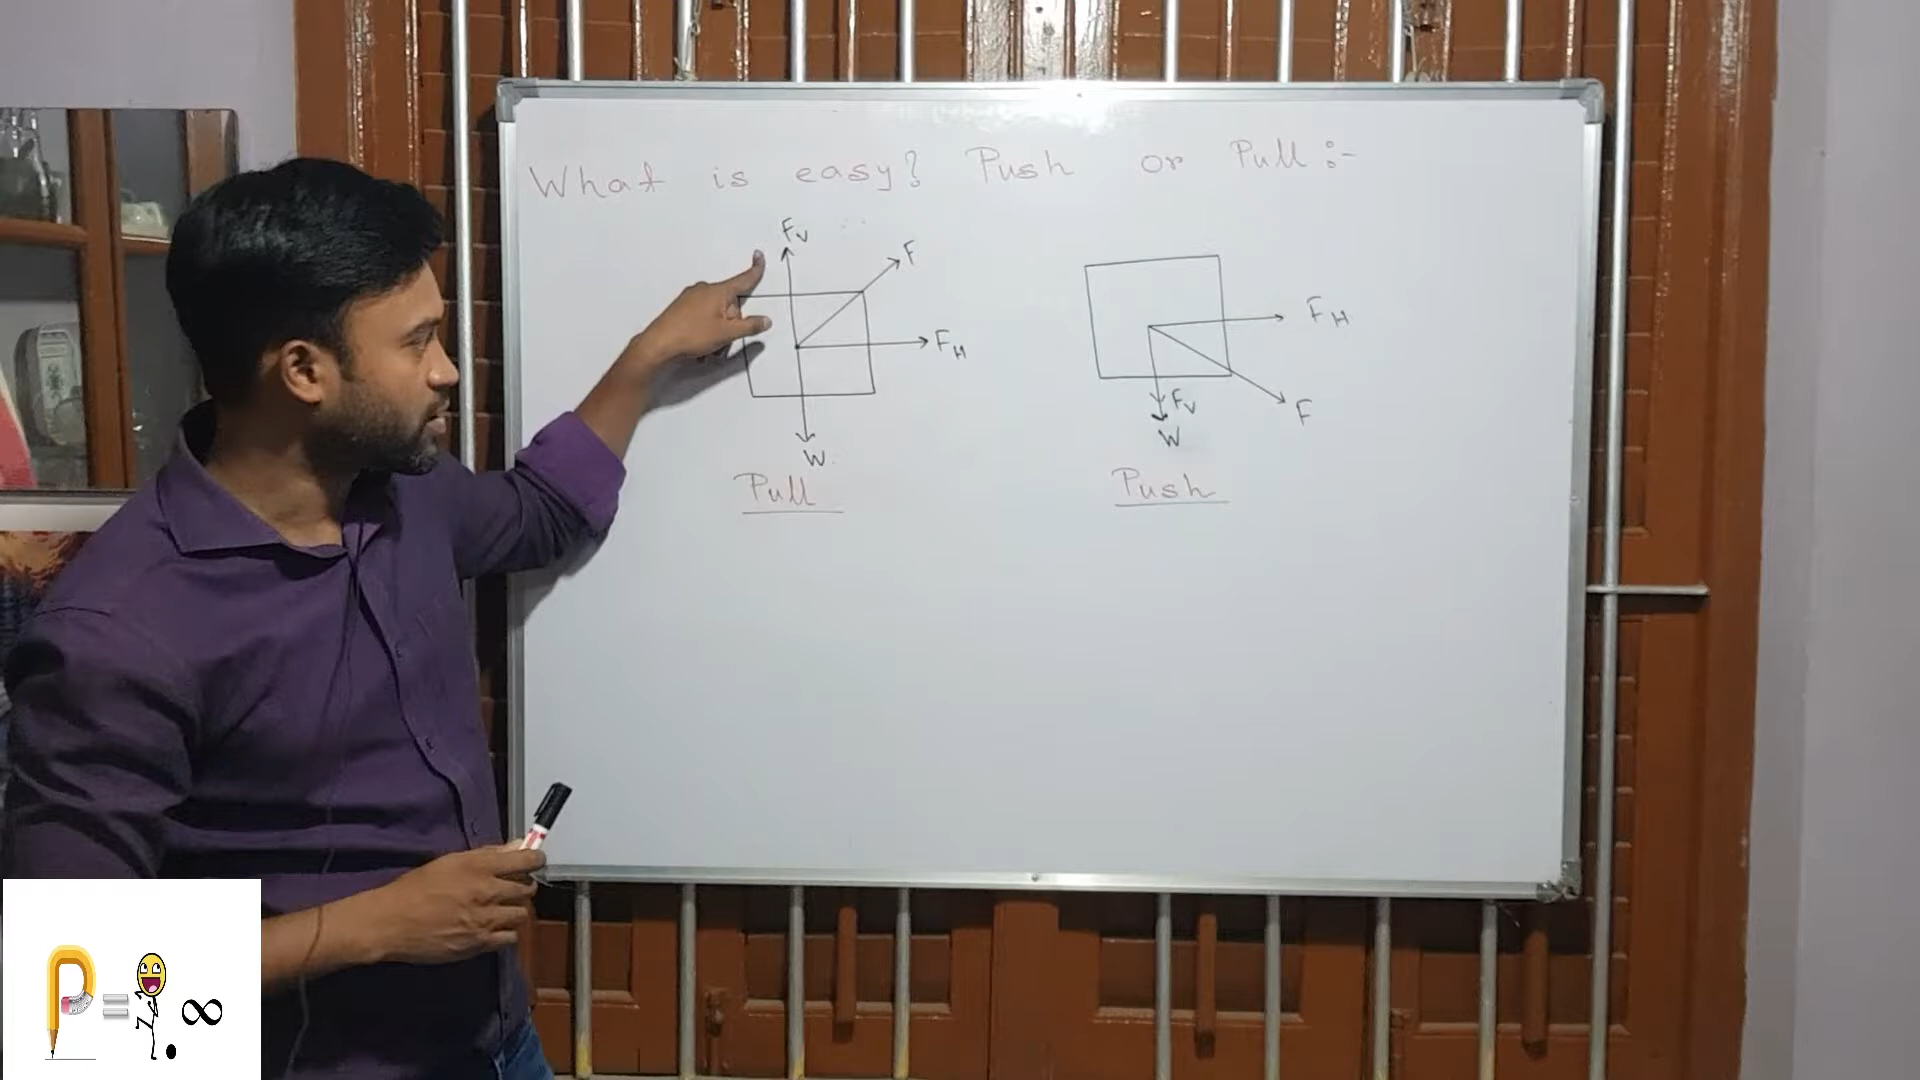 What is easy? Push or Pull :-
Fv
F
FH
W
Pull
FH
Fv
F
W
Push
P = . ∞